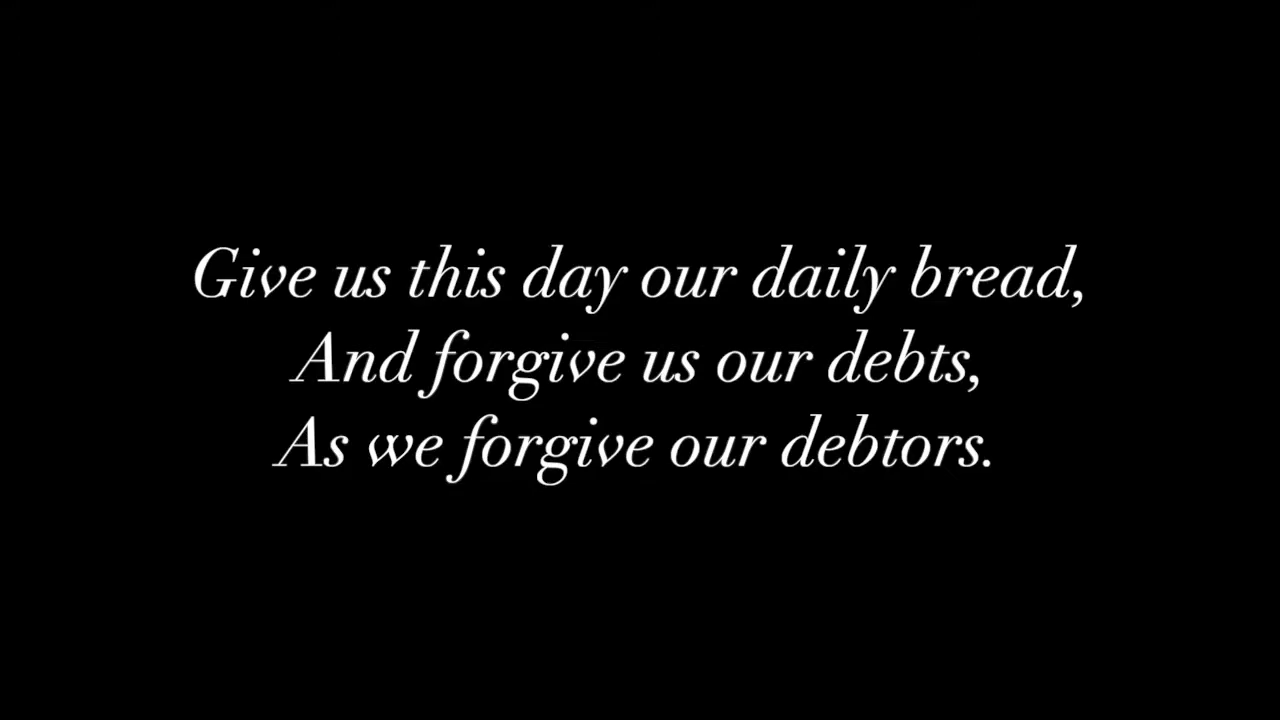 Give us this day our daily bread,
And forgive us our debts,
As we forgive our debtors.